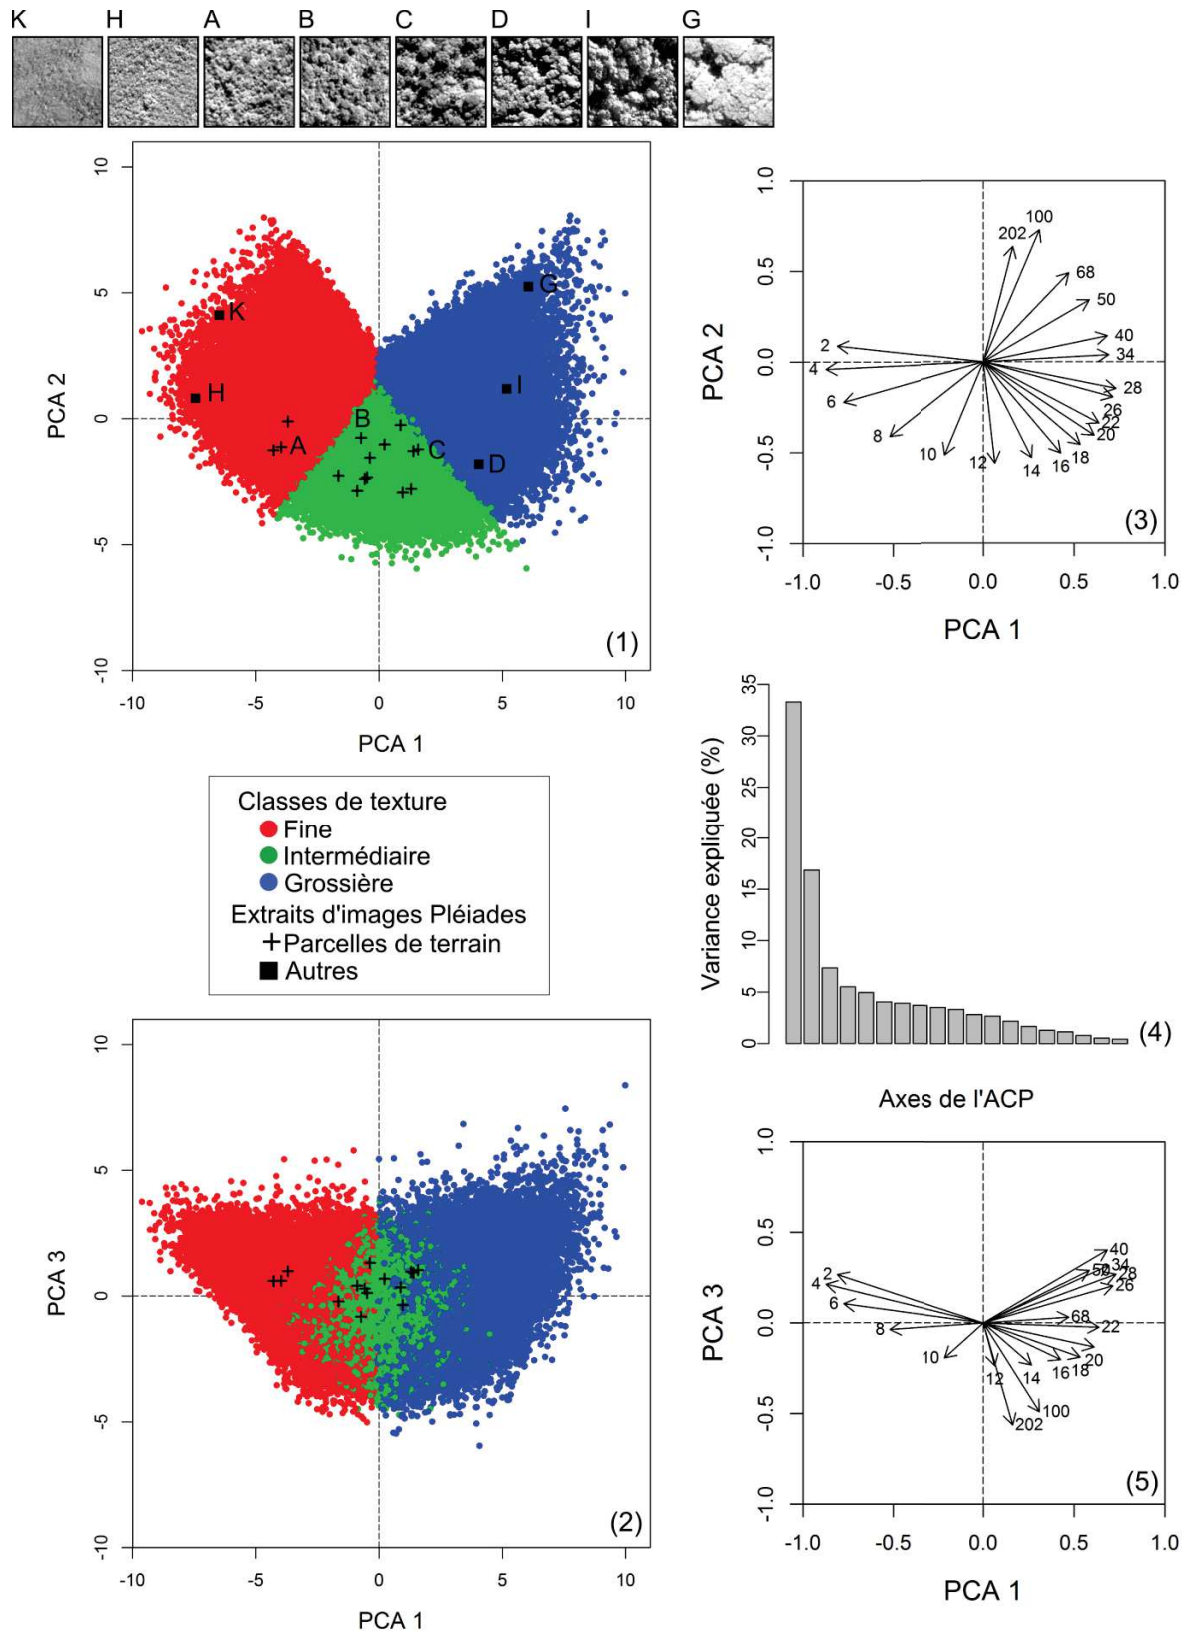 K H A B C D I G
10
5
0
-5
-10
PCA 2
K
H
A
B
C
D
I
G
(1)
-10 -5 0 5 10
PCA 1
1.0
0.5
0.0
-0.5
-1.0
PCA 2
100
202
68
50
40
34
2
4
6
8
10
12
14
16
18
20
22
26
28
(3)
-1.0 -0.5 0.0 0.5 1.0
PCA 1
Classes de texture
Fine
Intermédiaire
Grossière
Extraits d'images Pléiades
Parcelles de terrain
Autres
35
30
25
20
15
10
5
0
Variance expliquée (%)
(4)
Axes de l'ACP
10
5
0
-5
-10
PCA 3
(2)
-10 -5 0 5 10
PCA 1
1.0
0.5
0.0
-0.5
-1.0
PCA 3
40
34
28
26
68
22
20
18
16
14
12
10
8
6
4
2
100
202
(5)
-1.0 -0.5 0.0 0.5 1.0
PCA 1